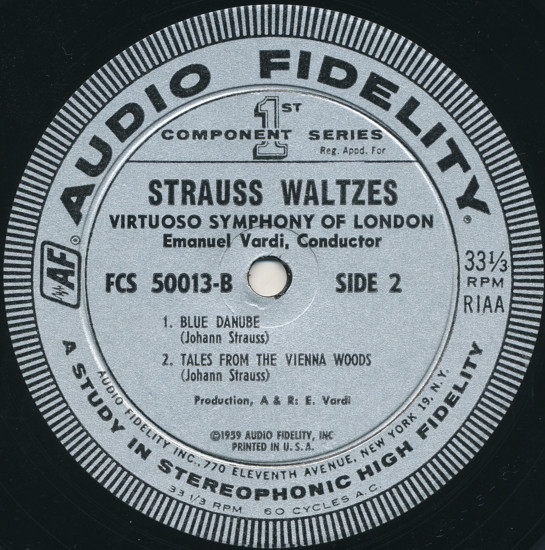 AUDIO FIDELITY®
1ST
COMPONENT SERIES
Reg. Appd. For
STRAUSS WALTZES
VIRTUOSO SYMPHONY OF LONDON
Emanuel Vardi, Conductor
AF®
FCS 50013-B SIDE 2
33 1/3
RPM
RIAA
1. BLUE DANUBE
(Johann Strauss)
2. TALES FROM THE VIENNA WOODS
(Johann Strauss)
Production, A & R: E. Vardi
©1959 AUDIO FIDELITY, INC
PRINTED IN U. S. A.
AUDIO FIDELITY INC., 770 ELEVENTH AVENUE, NEW YORK 19, N.Y.
A STUDY IN STEREOPHONIC HIGH FIDELITY
33 1/3 RPM 60 CYCLES A.C.